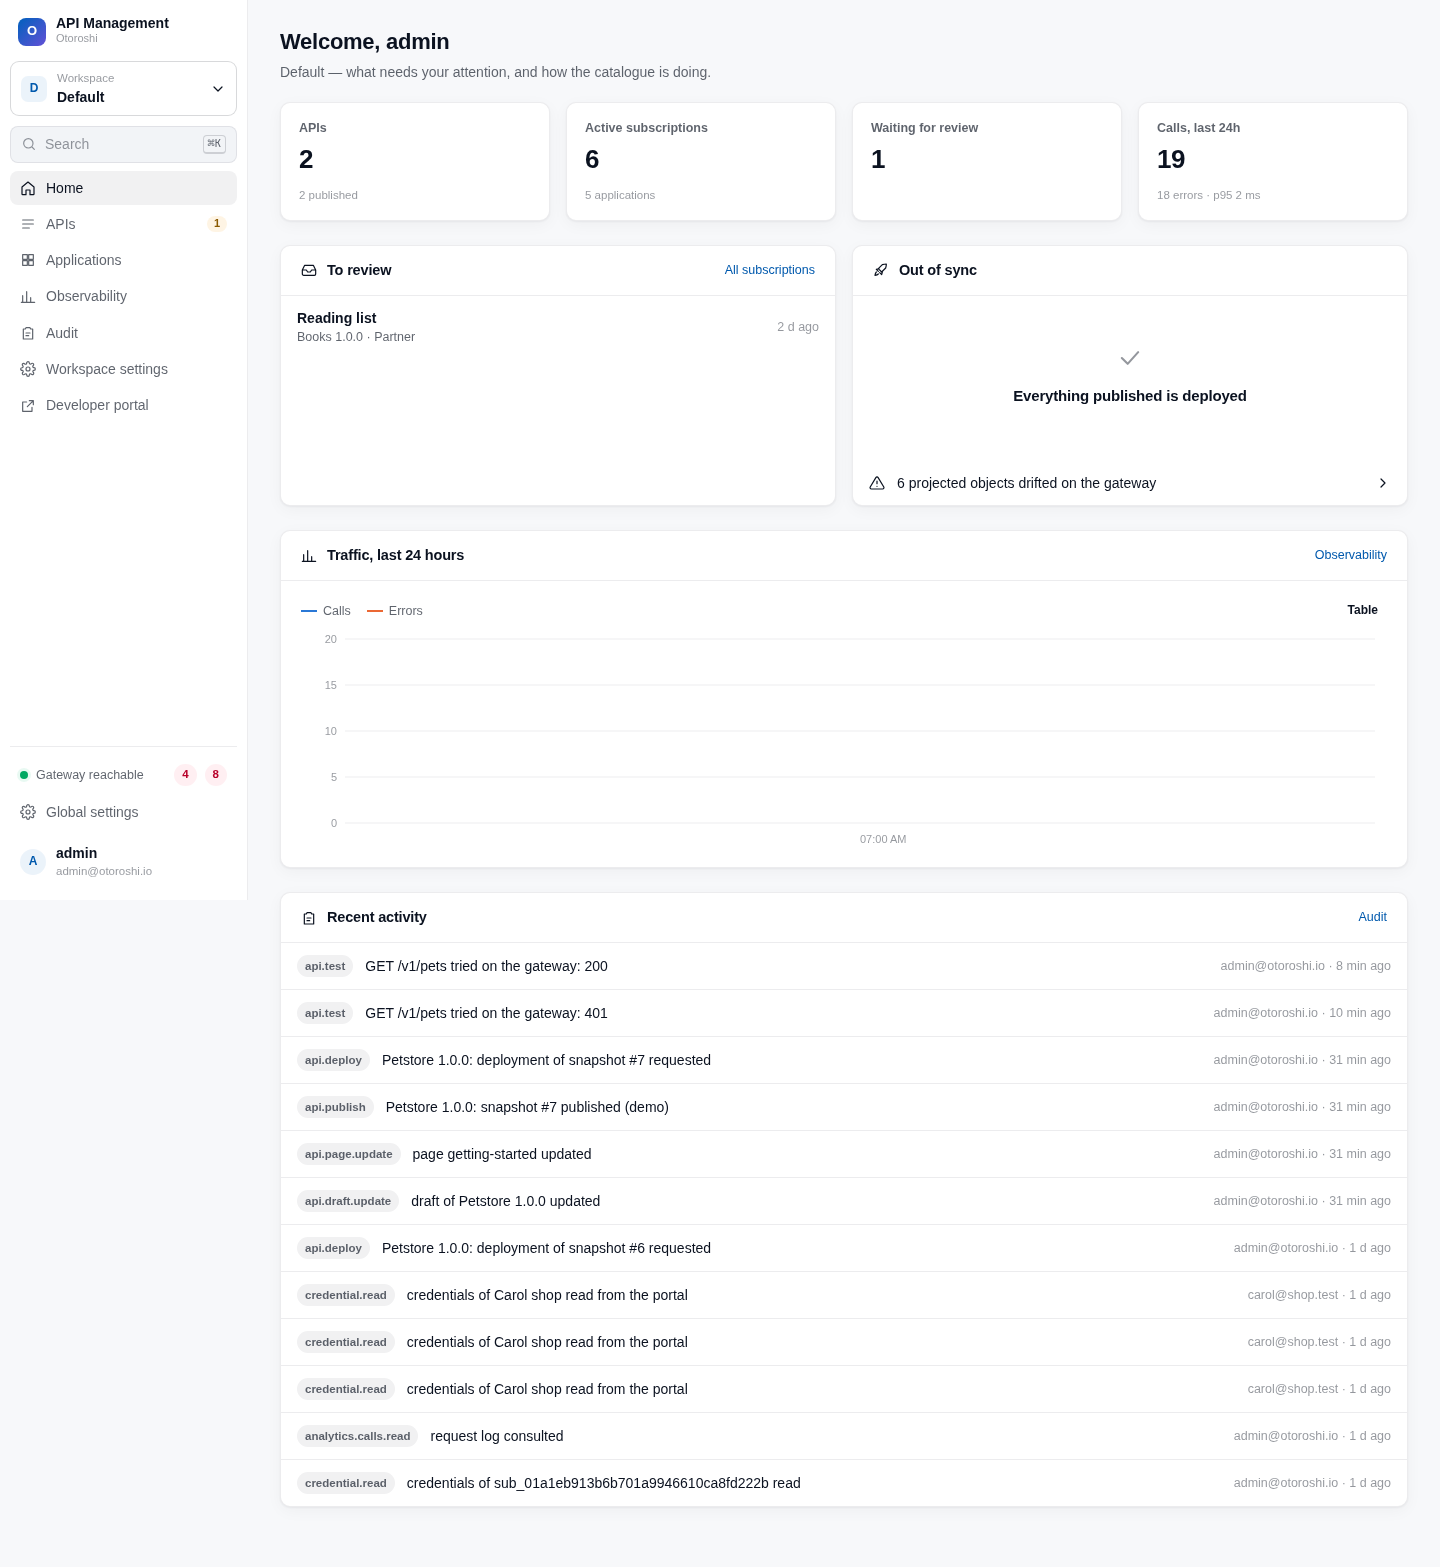 O
API Management
Otoroshi
D
Workspace
Default
Search
⌘K
Home
APIs 1
Applications
Observability
Audit
Workspace settings
Developer portal
Gateway reachable 4 8
Global settings
A
admin
admin@otoroshi.io
Welcome, admin
Default — what needs your attention, and how the catalogue is doing.
APIs
2
2 published
Active subscriptions
6
5 applications
Waiting for review
1
Calls, last 24h
19
18 errors · p95 2 ms
To review All subscriptions
Reading list
Books 1.0.0 · Partner
2 d ago
Out of sync
Everything published is deployed
6 projected objects drifted on the gateway
Traffic, last 24 hours Observability
Calls Errors Table
20
15
10
5
0
07:00 AM
Recent activity Audit
api.test GET /v1/pets tried on the gateway: 200 admin@otoroshi.io · 8 min ago
api.test GET /v1/pets tried on the gateway: 401 admin@otoroshi.io · 10 min ago
api.deploy Petstore 1.0.0: deployment of snapshot #7 requested admin@otoroshi.io · 31 min ago
api.publish Petstore 1.0.0: snapshot #7 published (demo) admin@otoroshi.io · 31 min ago
api.page.update page getting-started updated admin@otoroshi.io · 31 min ago
api.draft.update draft of Petstore 1.0.0 updated admin@otoroshi.io · 31 min ago
api.deploy Petstore 1.0.0: deployment of snapshot #6 requested admin@otoroshi.io · 1 d ago
credential.read credentials of Carol shop read from the portal carol@shop.test · 1 d ago
credential.read credentials of Carol shop read from the portal carol@shop.test · 1 d ago
credential.read credentials of Carol shop read from the portal carol@shop.test · 1 d ago
analytics.calls.read request log consulted admin@otoroshi.io · 1 d ago
credential.read credentials of sub_01a1eb913b6b701a9946610ca8fd222b read admin@otoroshi.io · 1 d ago